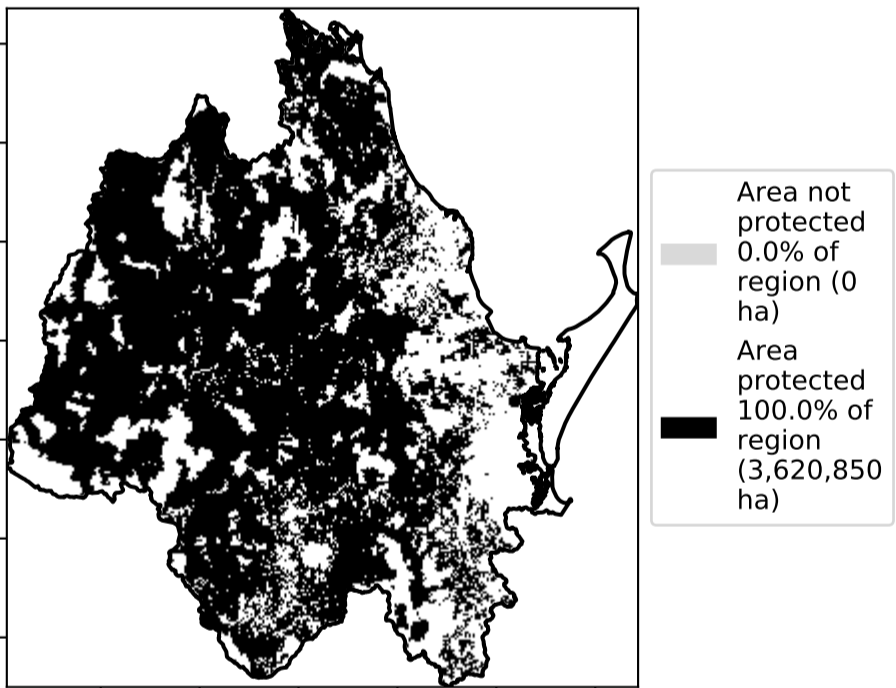 Area not
protected
0.0% of
region (0
ha)
Area
protected
100.0% of
region
(3,620,850
ha)